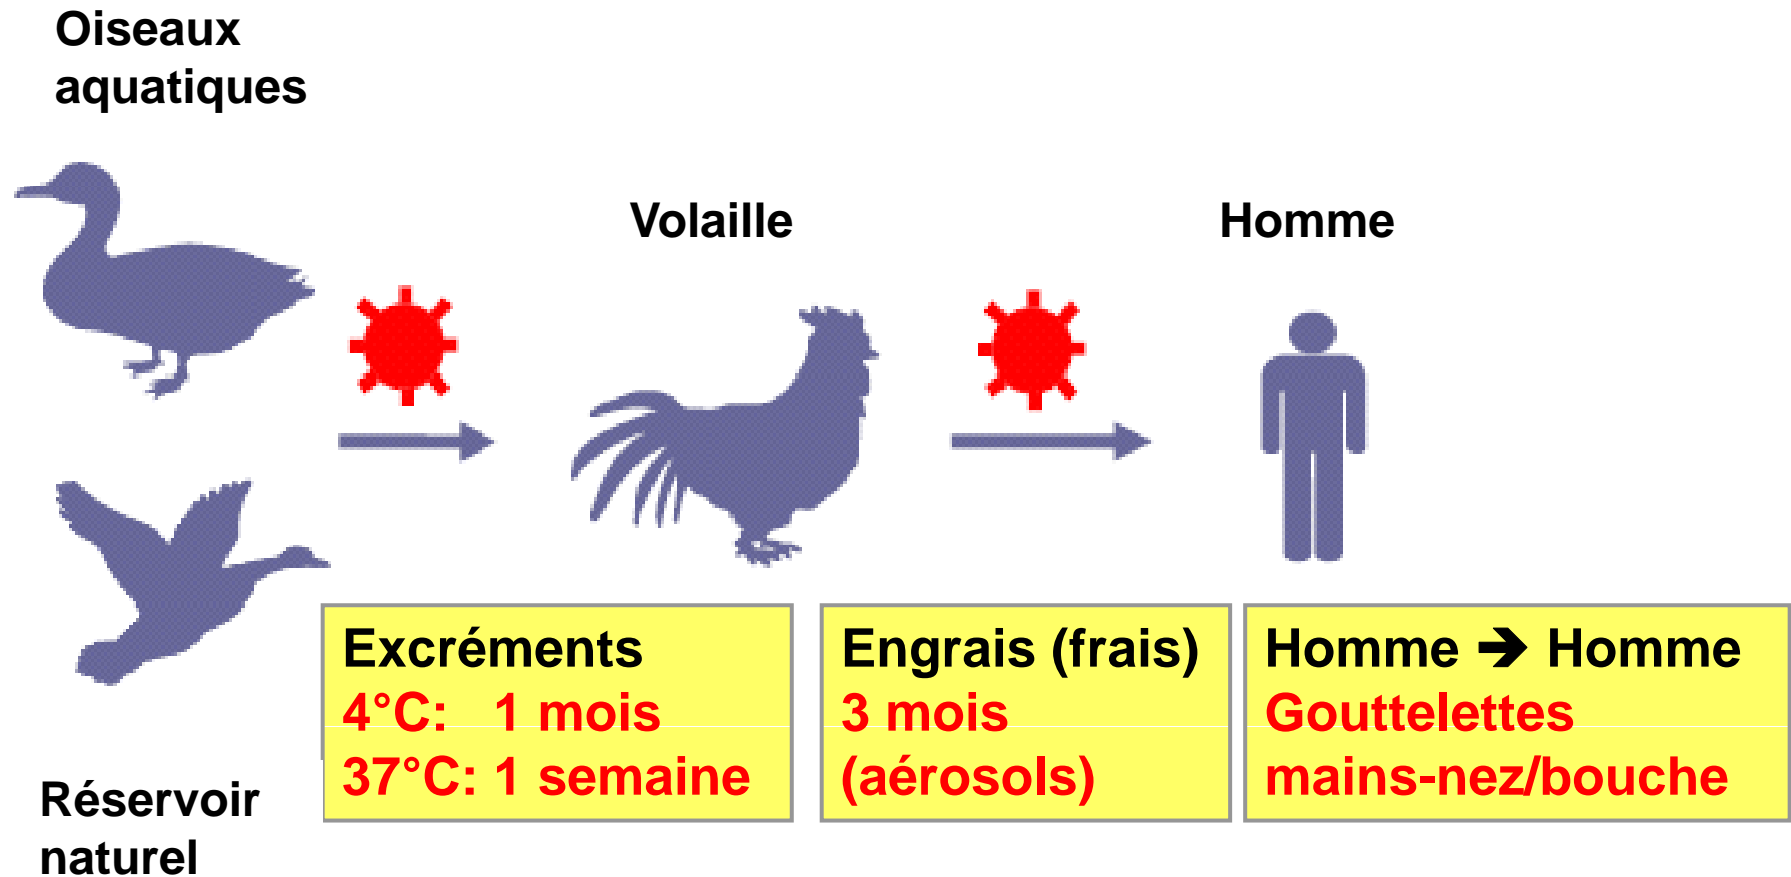 Oiseaux
aquatiques
Volaille
Homme
Excréments
4°C: 1 mois
37°C: 1 semaine
Engrais (frais)
3 mois
(aérosols)
Homme ➔ Homme
Gouttelettes
mains-nez/bouche
Réservoir
naturel